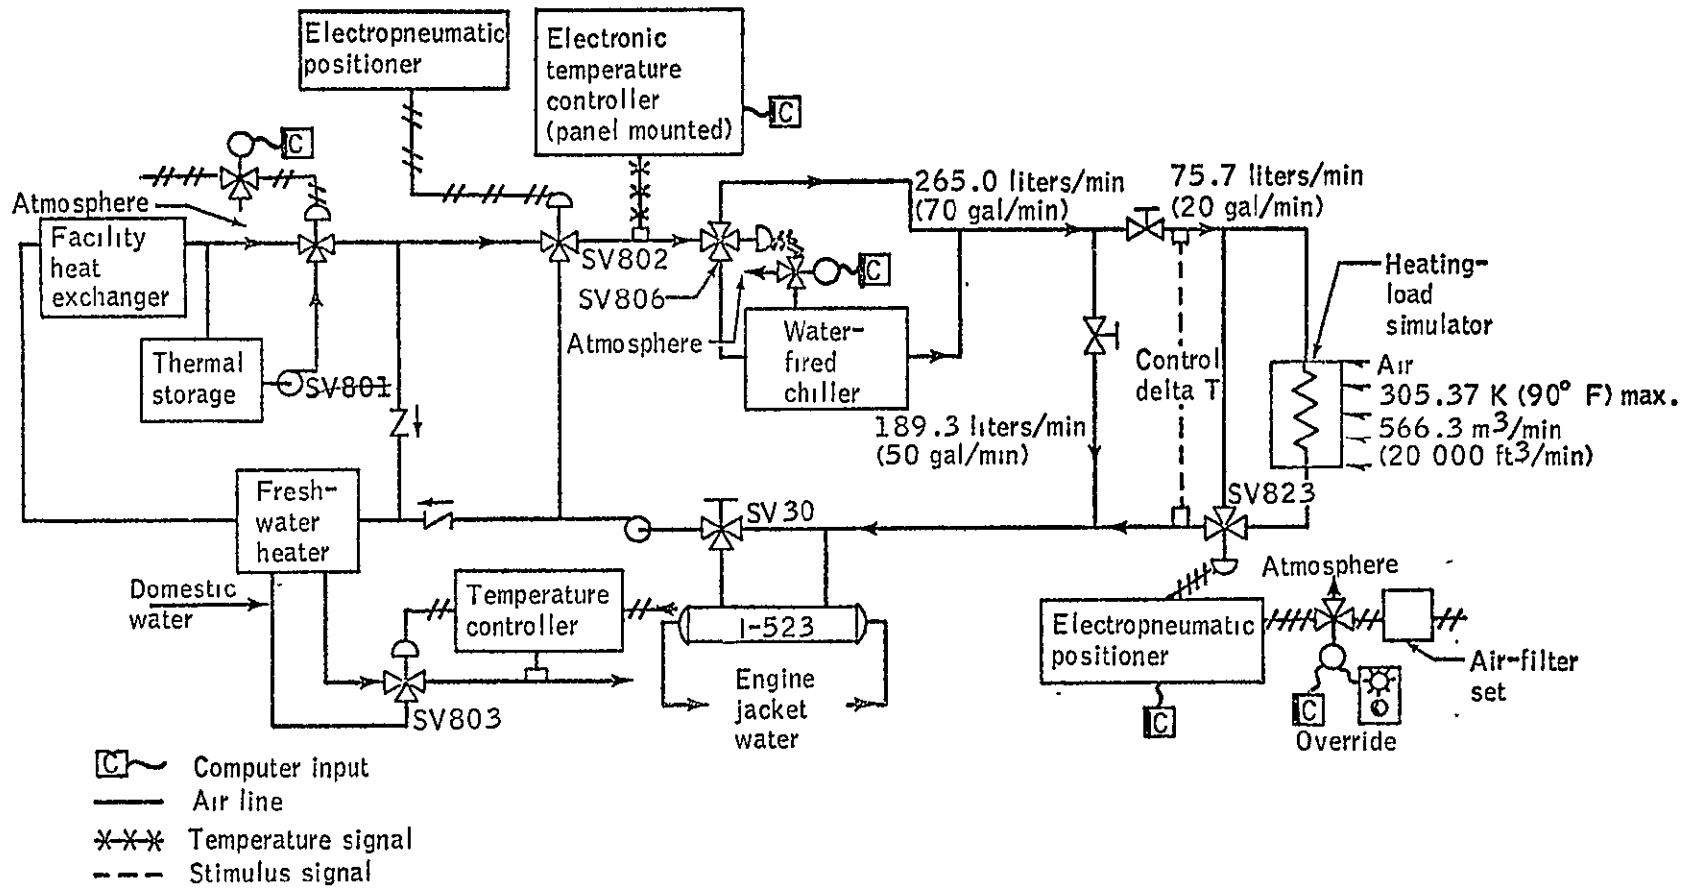 Electropneumatic
positioner
Electronic
temperature
controller
(panel mounted)
C
C
Atmosphere
Facility
heat
exchanger
Thermal
storage
SV801
SV802
SV806
C
Atmosphere
Water-
fired
chiller
265.0 liters/min
(70 gal/min)
75.7 liters/min
(20 gal/min)
189.3 liters/min
(50 gal/min)
Control
delta T
Heating-
load
simulator
Air
305.37 K (90° F) max.
566.3 m3/min
(20 000 ft3/min)
SV823
Fresh-
water
heater
SV30
Domestic
water
Temperature
controller
1-523
Engine
jacket
water
SV803
Atmosphere
Electropneumatic
positioner
Air-filter
set
C
C
Override
C Computer input
Air line
Temperature signal
Stimulus signal